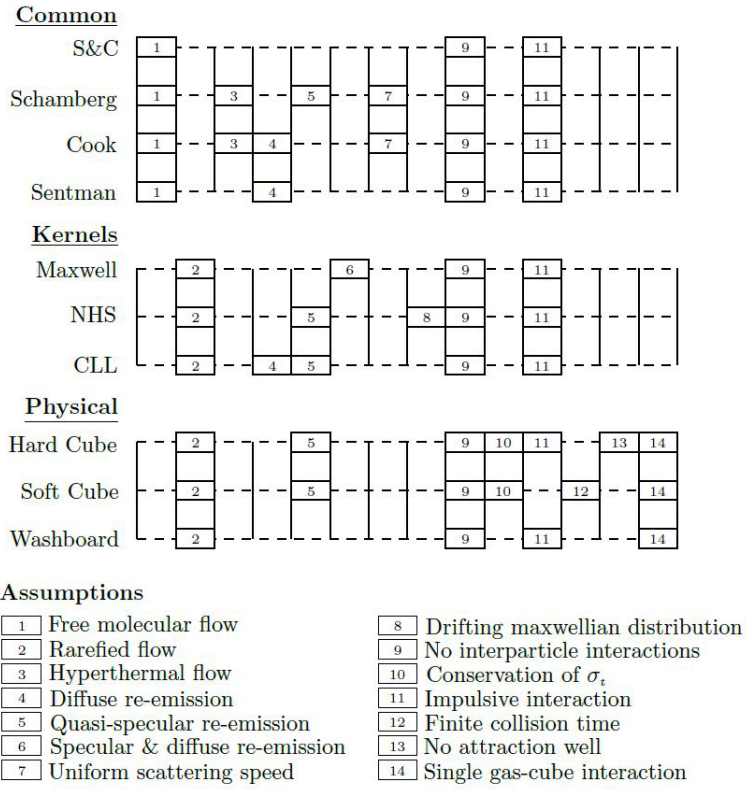 Common
S&C 1 9 11
Schamberg 1 3 5 7 9 11
Cook 1 3 4 7 9 11
Sentman 1 4 9 11
Kernels
Maxwell 2 6 9 11
NHS 2 5 8 9 11
CLL 2 4 5 9 11
Physical
Hard Cube 2 5 9 10 11 13 14
Soft Cube 2 5 9 10 12 14
Washboard 2 9 11 14
Assumptions
1 Free molecular flow
2 Rarefied flow
3 Hyperthermal flow
4 Diffuse re-emission
5 Quasi-specular re-emission
6 Specular & diffuse re-emission
7 Uniform scattering speed
8 Drifting maxwellian distribution
9 No interparticle interactions
10 Conservation of σt
11 Impulsive interaction
12 Finite collision time
13 No attraction well
14 Single gas-cube interaction